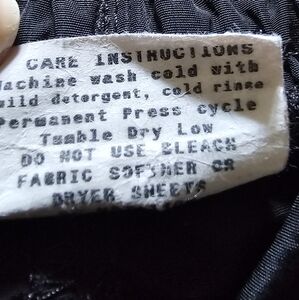 CARE INSTRUCTIONS
Machine wash cold with
mild detergent, cold rinse
Permanent Press cycle
Tumble Dry Low
DO NOT USE BLEACH
FABRIC SOFTNER OR
DRYER SHEETS